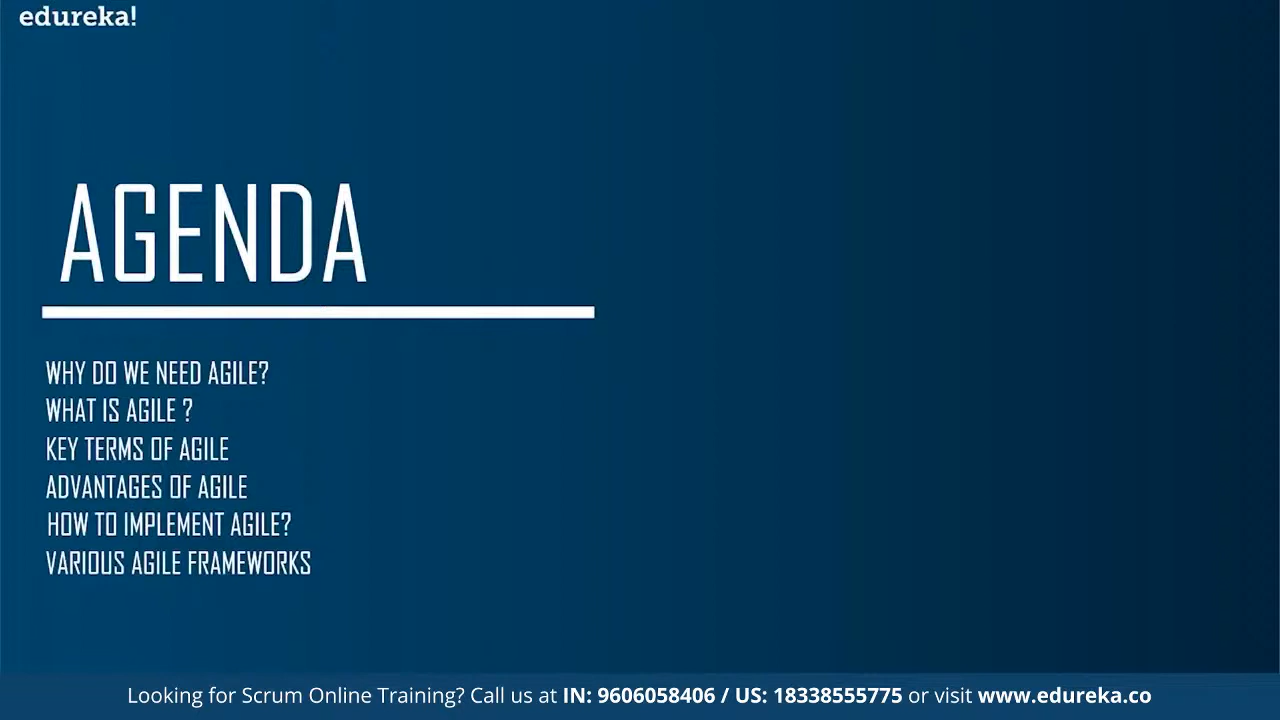 edureka!
AGENDA
WHY DO WE NEED AGILE?
WHAT IS AGILE ?
KEY TERMS OF AGILE
ADVANTAGES OF AGILE
HOW TO IMPLEMENT AGILE?
VARIOUS AGILE FRAMEWORKS
Looking for Scrum Online Training? Call us at IN: 9606058406 / US: 18338555775 or visit www.edureka.co